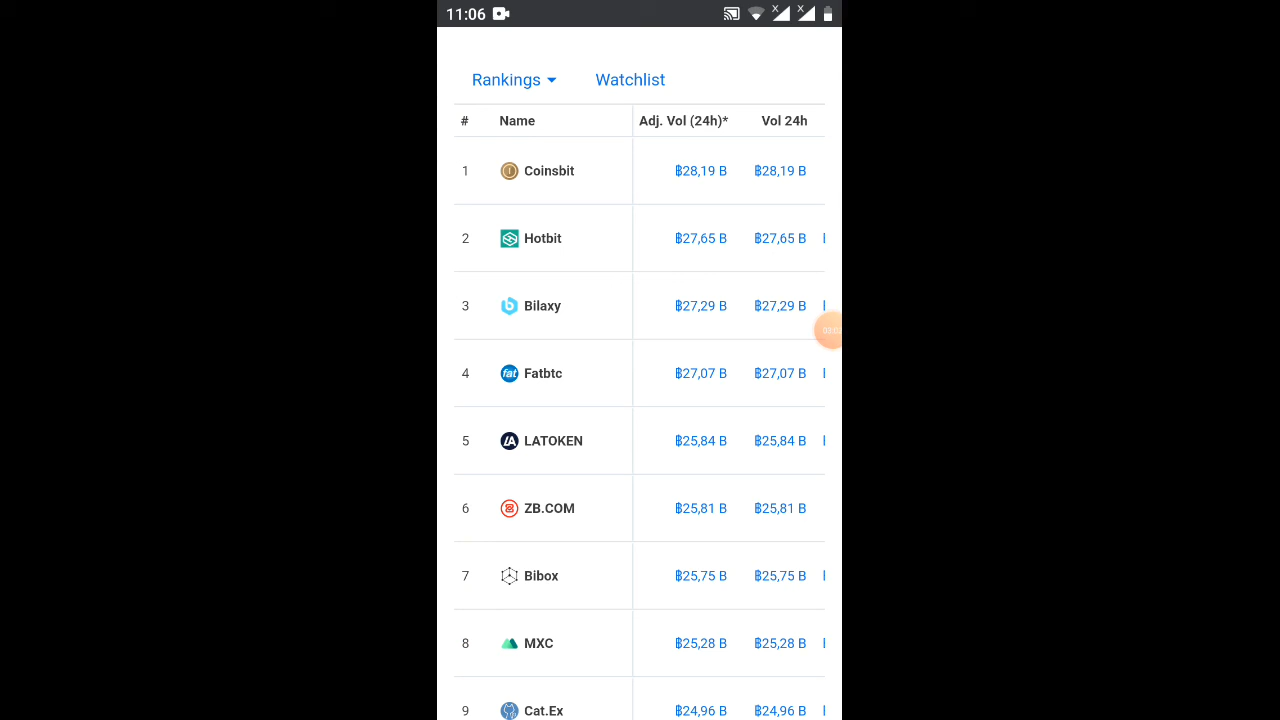 11:06
Rankings Watchlist
# Name Adj. Vol (24h)* Vol 24h
1 Coinsbit ฿28,19 B ฿28,19 B
2 Hotbit ฿27,65 B ฿27,65 B
3 Bilaxy ฿27,29 B ฿27,29 B
4 fat Fatbtc ฿27,07 B ฿27,07 B
5 LA LATOKEN ฿25,84 B ฿25,84 B
6 ZB.COM ฿25,81 B ฿25,81 B
7 Bibox ฿25,75 B ฿25,75 B
8 MXC ฿25,28 B ฿25,28 B
9 Cat.Ex ฿24,96 B ฿24,96 B